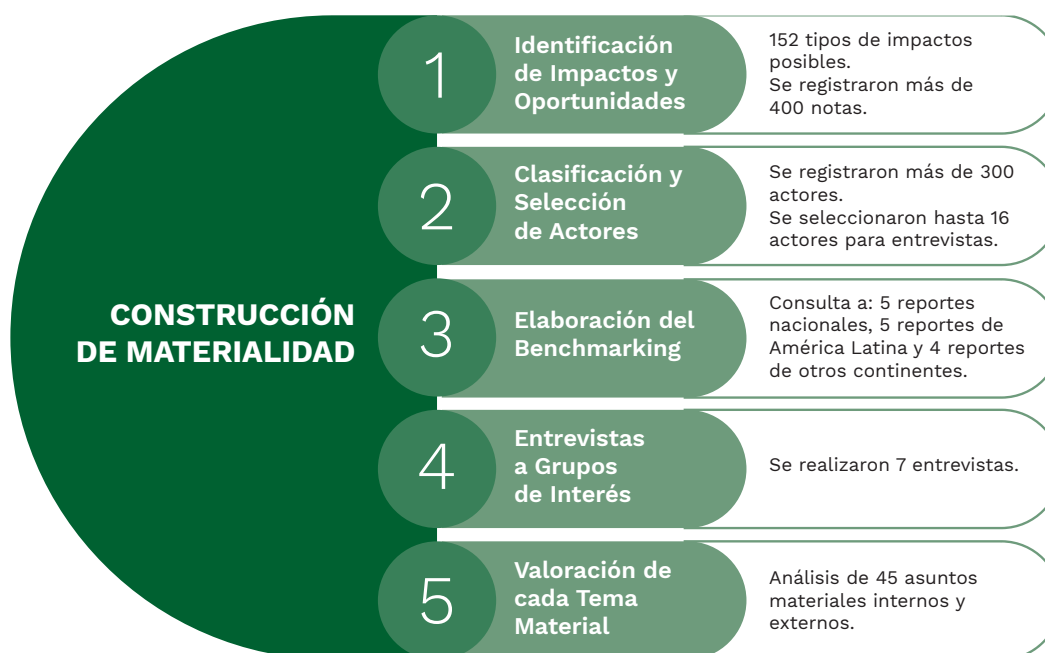 CONSTRUCCIÓN
DE MATERIALIDAD
1
Identificación
de Impactos y
Oportunidades
152 tipos de impactos
posibles.
Se registraron más de
400 notas.
2
Clasificación y
Selección
de Actores
Se registraron más de 300
actores.
Se seleccionaron hasta 16
actores para entrevistas.
3
Elaboración del
Benchmarking
Consulta a: 5 reportes
nacionales, 5 reportes de
América Latina y 4 reportes
de otros continentes.
4
Entrevistas
a Grupos
de Interés
Se realizaron 7 entrevistas.
5
Valoración de
cada Tema
Material
Análisis de 45 asuntos
materiales internos y
externos.